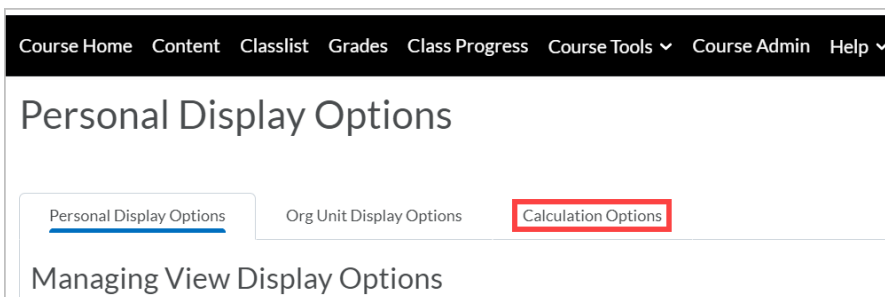 Course Home Content Classlist Grades Class Progress Course Tools Course Admin Help
Personal Display Options
Personal Display Options Org Unit Display Options Calculation Options
Managing View Display Options